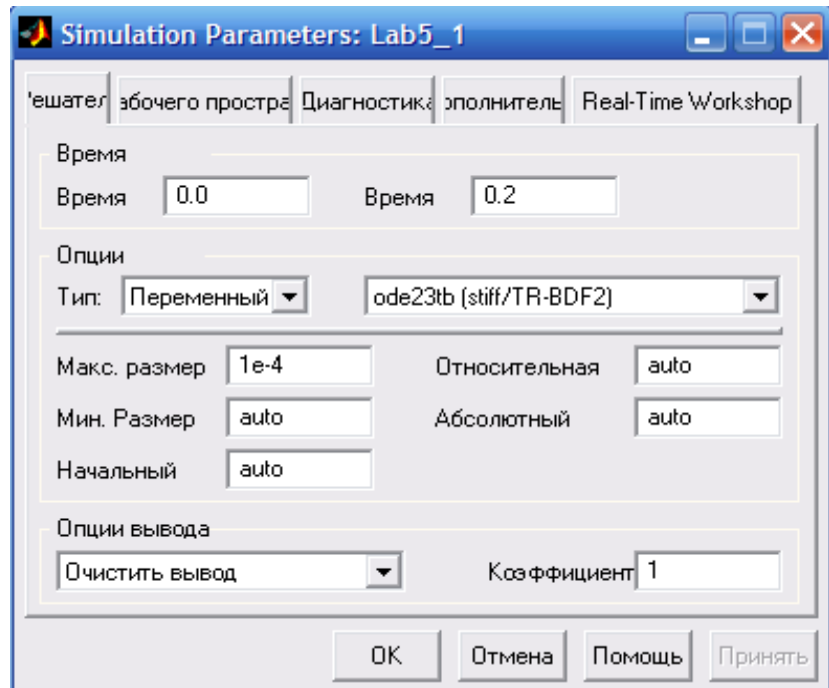 Simulation Parameters: Lab5_1
'ешател абочего простра Диагностика ополнитель Real-Time Workshop
Время
Время 0.0 Время 0.2
Опции
Тип: Переменный ode23tb (stiff/TR-BDF2)
Макс. размер 1e-4 Относительная auto
Мин. Размер auto Абсолютный auto
Начальный auto
Опции вывода
Очистить вывод Коэффициент 1
OK Отмена Помощь Принять